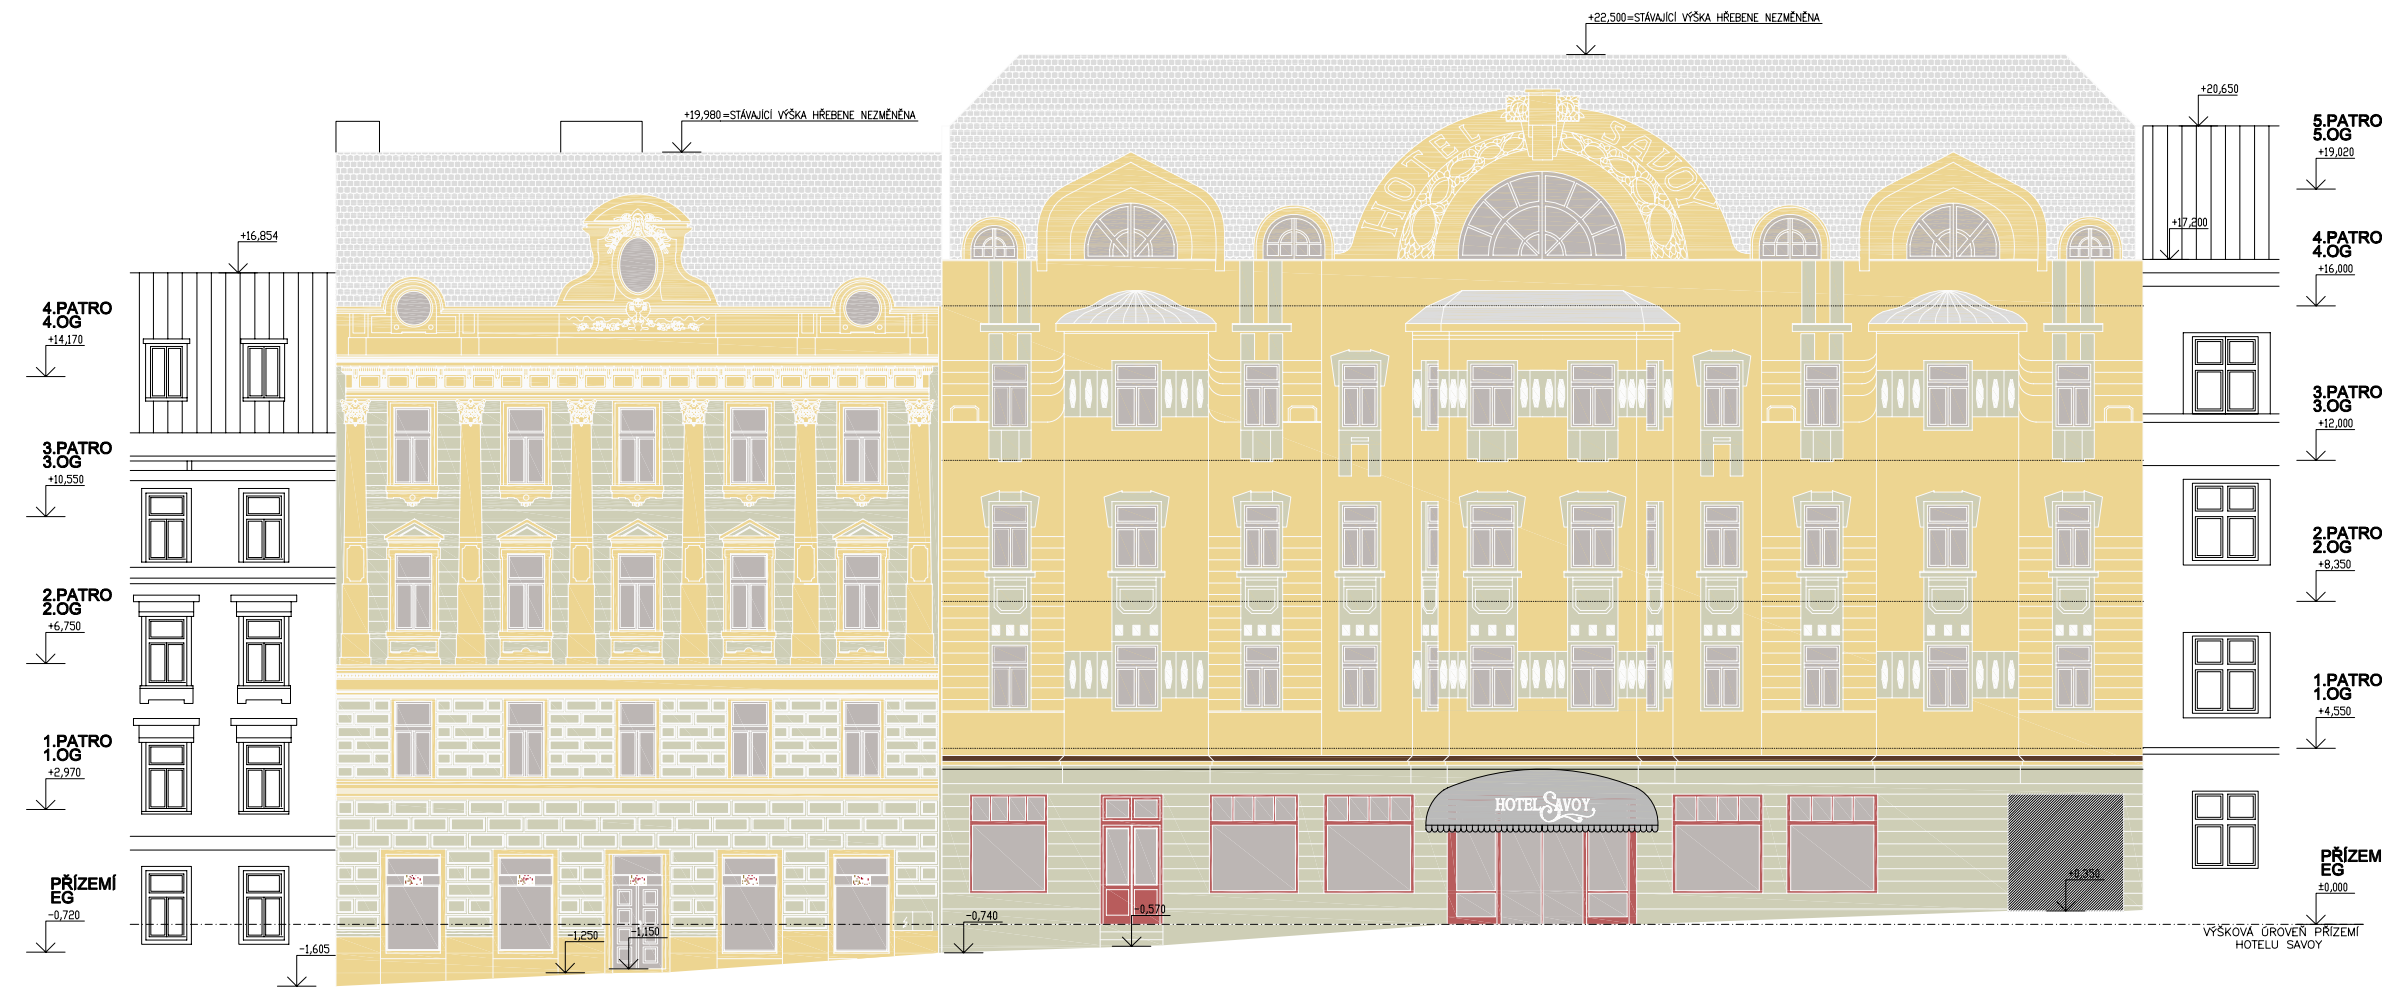 +22,500=STÁVAJÍCÍ VÝŠKA HŘEBENE NEZMĚNĚNA
+19,980=STÁVAJÍCÍ VÝŠKA HŘEBENE NEZMĚNĚNA
+20,650
5.PATRO
5.OG
+19,020
HOTEL SAVOY
+17,200
+16,854
4.PATRO
4.OG
+16,000
4.PATRO
4.OG
+14,170
3.PATRO
3.OG
+12,000
3.PATRO
3.OG
+10,550
2.PATRO
2.OG
+8,350
2.PATRO
2.OG
+6,750
1.PATRO
1.OG
+4,550
1.PATRO
1.OG
+2,970
HOTEL SAVOY
PŘÍZEMÍ
EG
-0,720
PŘÍZEM
EG
±0,000
+0,350
-0,570
-0,740
-1,150
-1,250
-1,605
VÝŠKOVÁ ÚROVEŇ PŘÍZEMÍ
HOTELU SAVOY